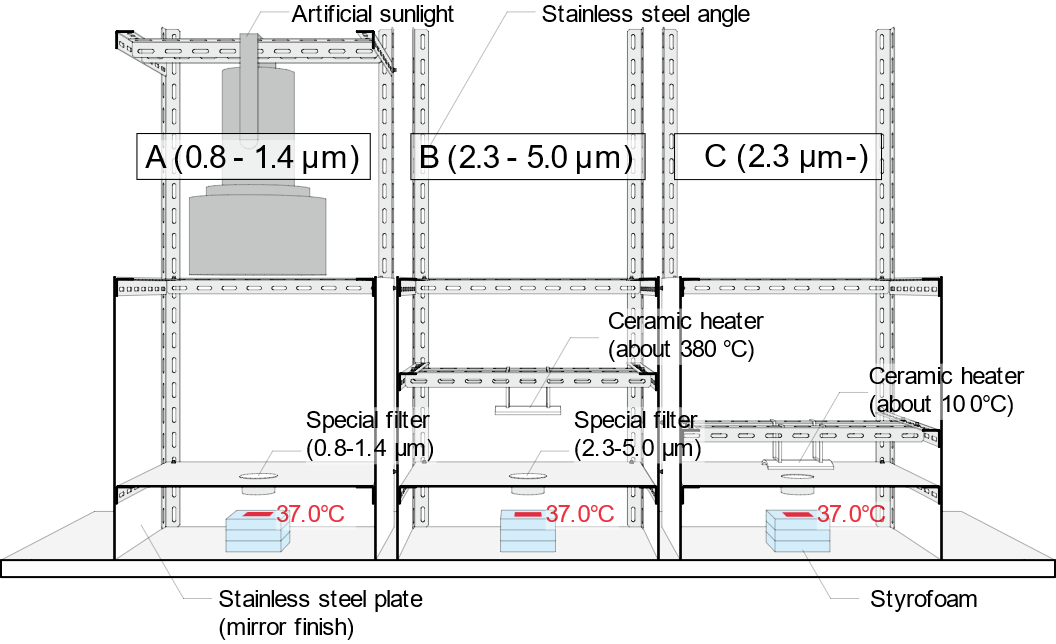 Artificial sunlight
Stainless steel angle
A (0.8 - 1.4 μm)
B (2.3 - 5.0 μm)
C (2.3 μm-)
Ceramic heater
(about 380 °C)
Ceramic heater
(about 100°C)
Special filter
(0.8-1.4 μm)
Special filter
(2.3-5.0 μm)
37.0°C
37.0°C
37.0°C
Stainless steel plate
(mirror finish)
Styrofoam